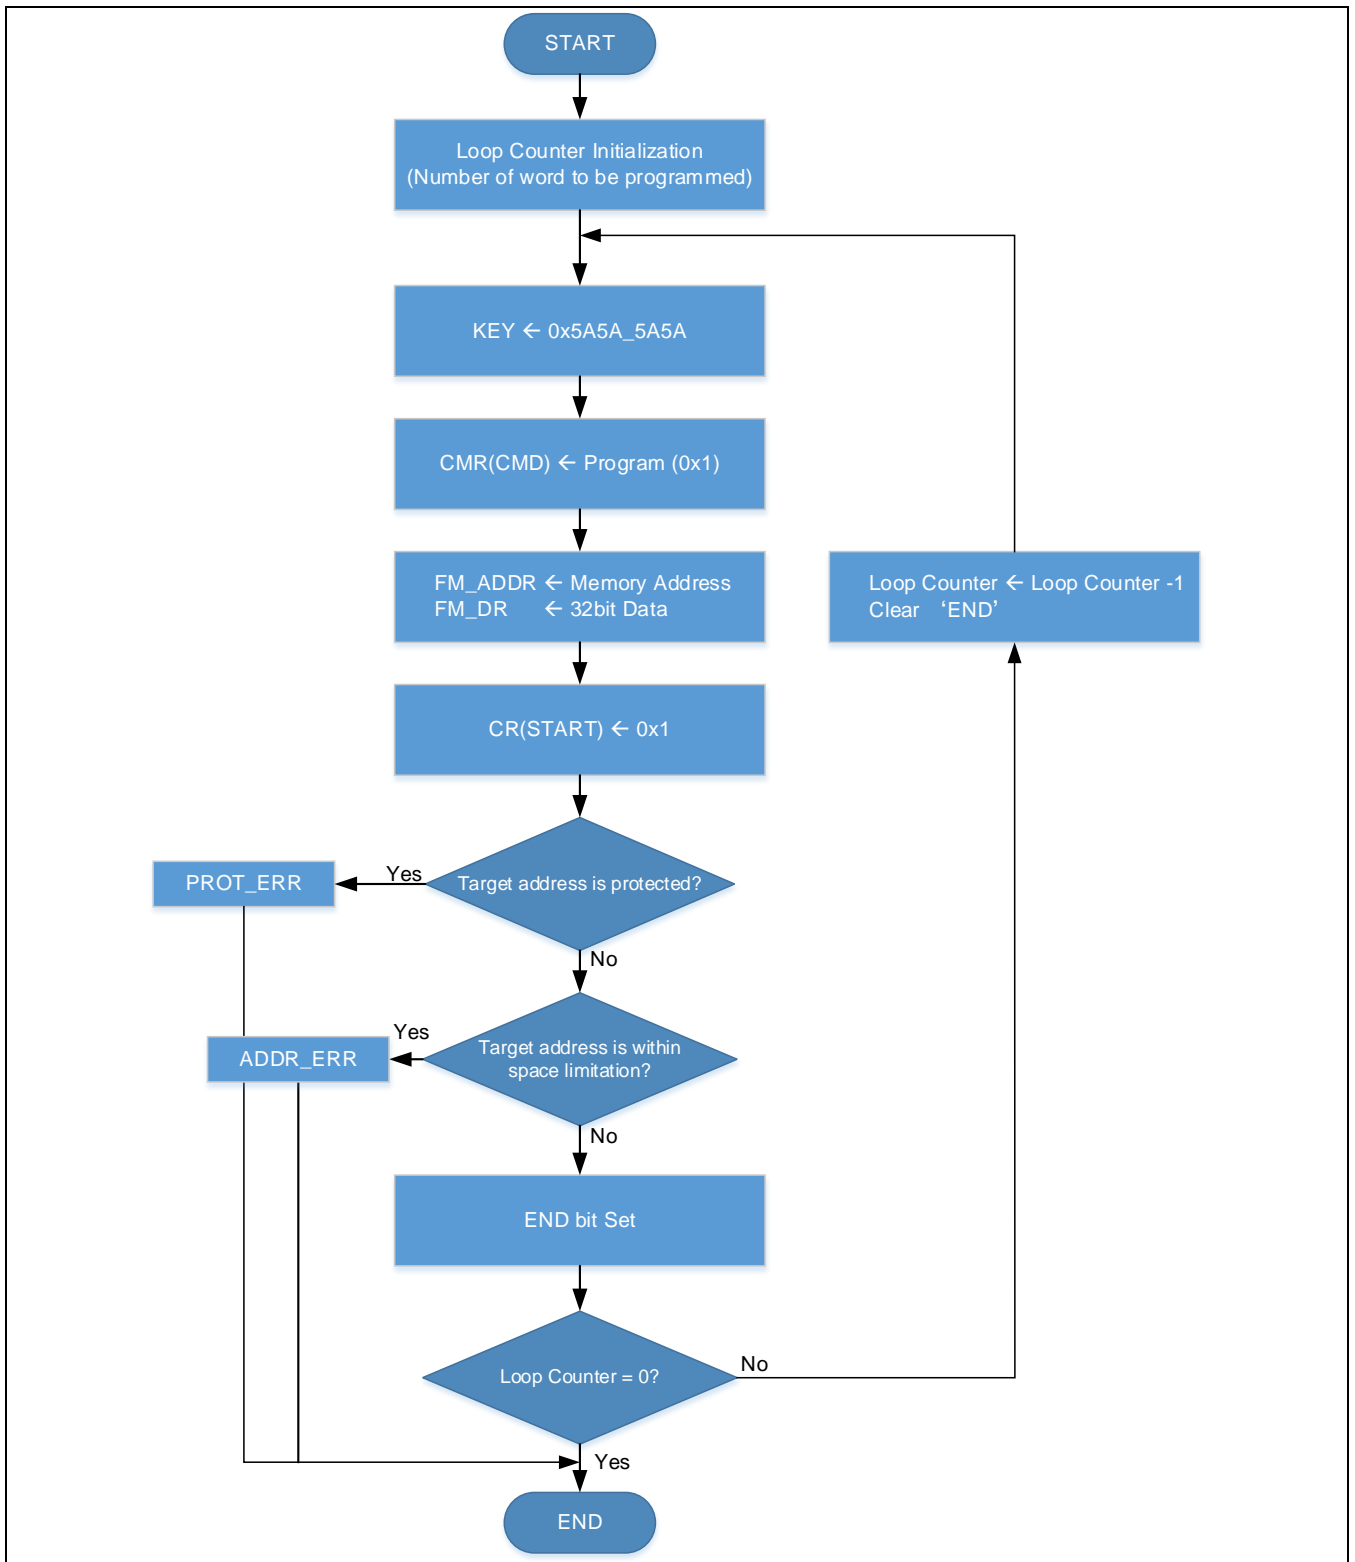 START
Loop Counter Initialization
(Number of word to be programmed)
KEY ← 0x5A5A_5A5A
CMR(CMD) ← Program (0x1)
FM_ADDR ← Memory Address
FM_DR ← 32bit Data
Loop Counter ← Loop Counter -1
Clear ‘END’
CR(START) ← 0x1
Target address is protected?
Yes
PROT_ERR
No
Target address is within
space limitation?
Yes
ADDR_ERR
No
END bit Set
Loop Counter = 0?
No
Yes
END